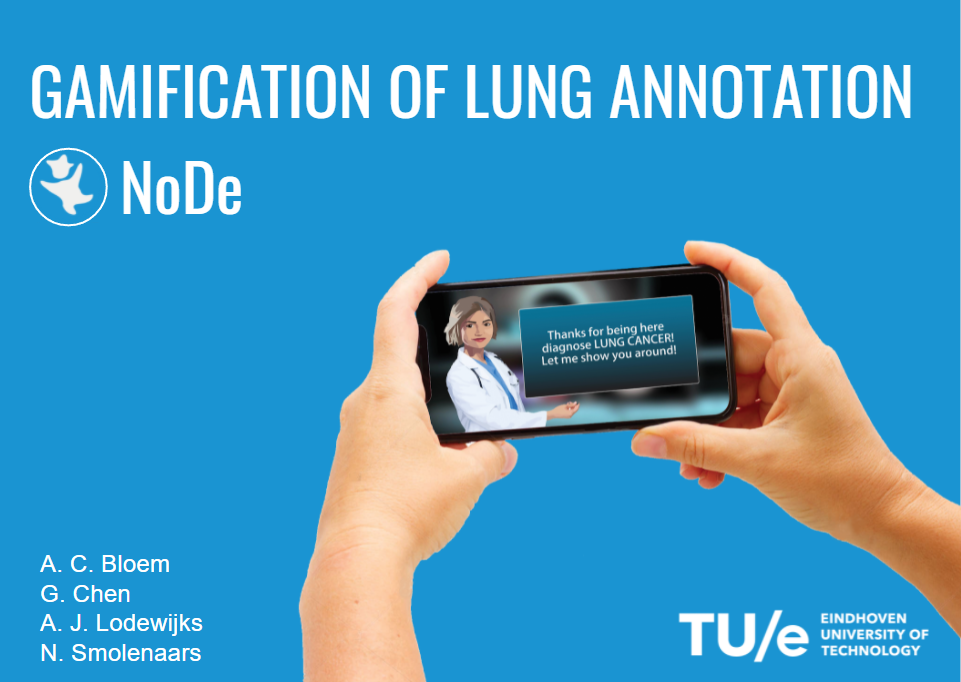 GAMIFICATION OF LUNG ANNOTATION
NoDe
Thanks for being here
diagnose LUNG CANCER!
Let me show you around!
A. C. Bloem
G. Chen
A. J. Lodewijks
N. Smolenaars
TU/e
EINDHOVEN
UNIVERSITY OF
TECHNOLOGY